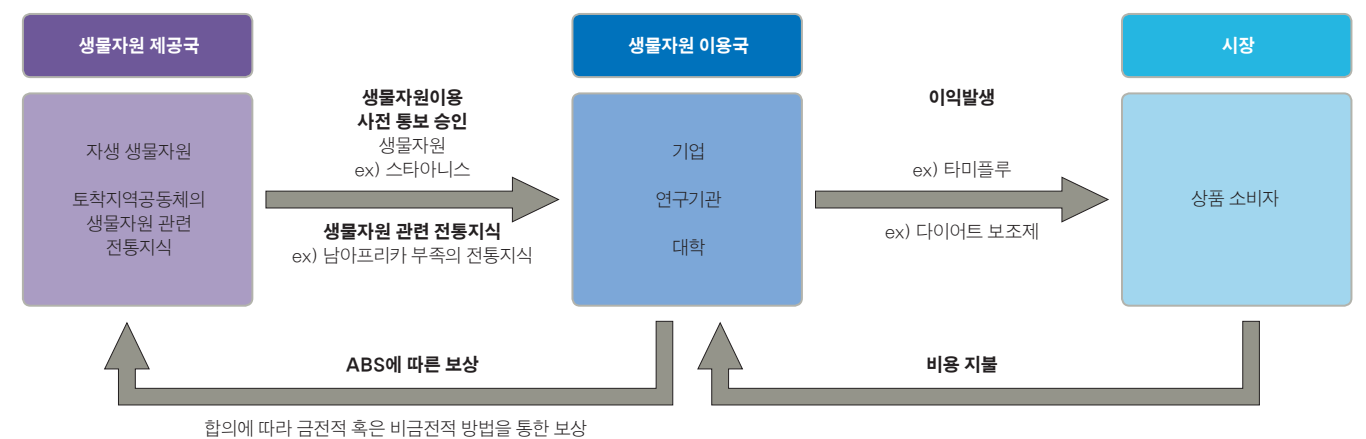 생물자원 제공국
자생 생물자원
토착지역공동체의
생물자원 관련
전통지식
생물자원이용
사전 통보 승인
생물자원
ex) 스타아니스
생물자원 관련 전통지식
ex) 남아프리카 부족의 전통지식
생물자원 이용국
기업
연구기관
대학
이익발생
ex) 타미플루
ex) 다이어트 보조제
시장
상품 소비자
ABS에 따른 보상
비용 지불
합의에 따라 금전적 혹은 비금전적 방법을 통한 보상